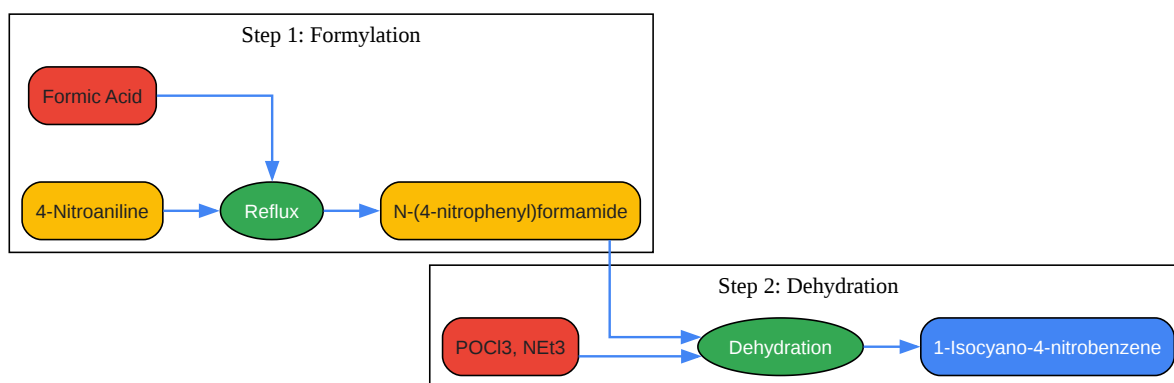 Step 1: Formylation
Formic Acid
4-Nitroaniline
Reflux
N-(4-nitrophenyl)formamide
Step 2: Dehydration
POCl3, NEt3
Dehydration
1-Isocyano-4-nitrobenzene